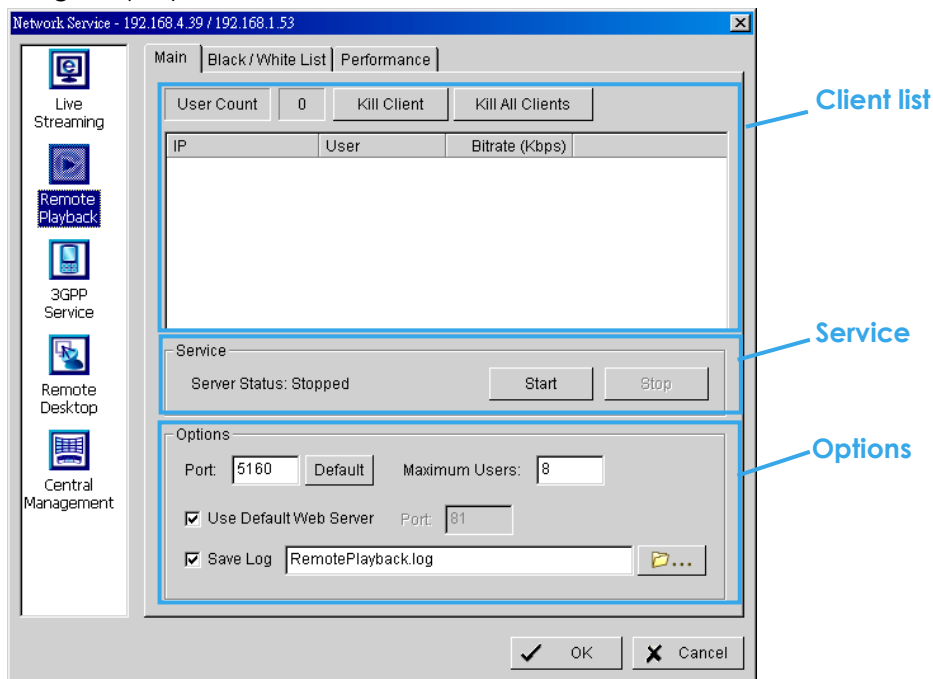 Network Service - 192.168.4.39 / 192.168.1.53
Live
Streaming
Remote
Playback
3GPP
Service
Remote
Desktop
Central
Management
Main Black / White List Performance
User Count 0 Kill Client Kill All Clients
IP User Bitrate (Kbps)
Client list
Service
Server Status: Stopped Start Stop
Service
Options
Port: 5160 Default Maximum Users: 8
Use Default Web Server Port: 81
Save Log RemotePlayback.log ...
Options
OK Cancel